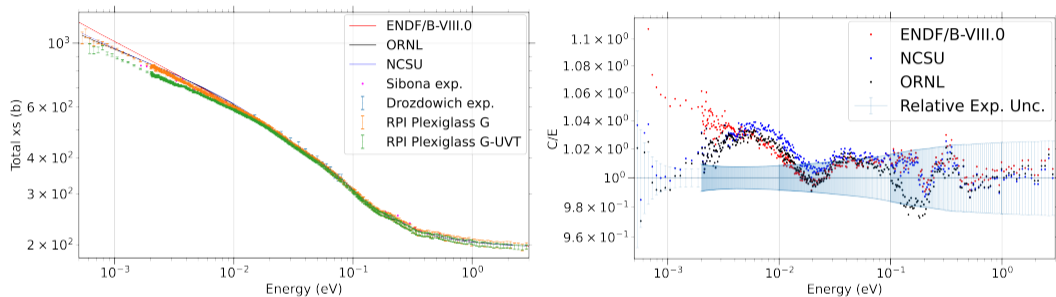 ENDF/B-VIII.0
ORNL
NCSU
Sibona exp.
Drozdowich exp.
RPI Plexiglass G
RPI Plexiglass G-UVT
Total xs (b)
10³
6 × 10²
4 × 10²
3 × 10²
2 × 10²
10⁻³
10⁻²
10⁻¹
10⁰
Energy (eV)
ENDF/B-VIII.0
NCSU
ORNL
Relative Exp. Unc.
C/E
1.1 × 10⁰
1.08 × 10⁰
1.06 × 10⁰
1.04 × 10⁰
1.02 × 10⁰
10⁰
9.8 × 10⁻¹
9.6 × 10⁻¹
10⁻³
10⁻²
10⁻¹
10⁰
Energy (eV)